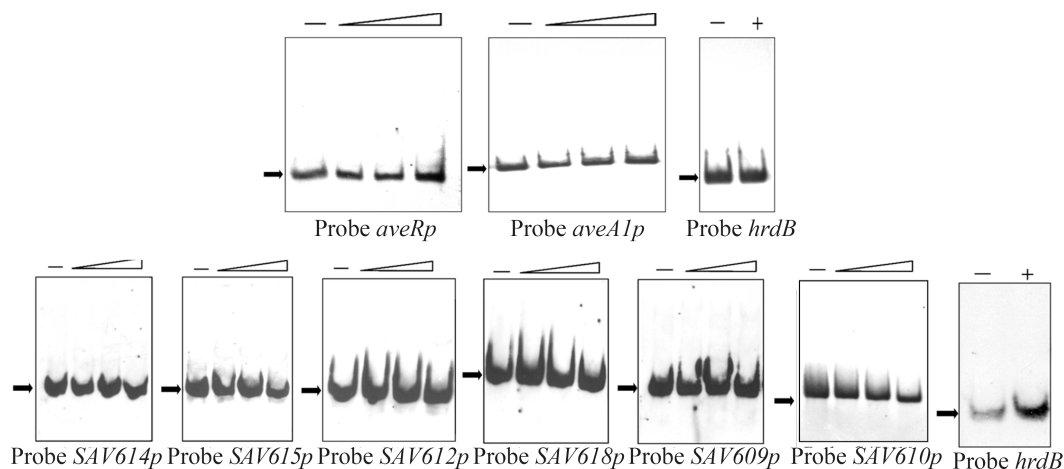 — —  — +
Probe aveRp Probe aveA1p Probe hrdB
— — — — — — — +
Probe SAV614p Probe SAV615p Probe SAV612p Probe SAV618p Probe SAV609p Probe SAV610p Probe hrdB